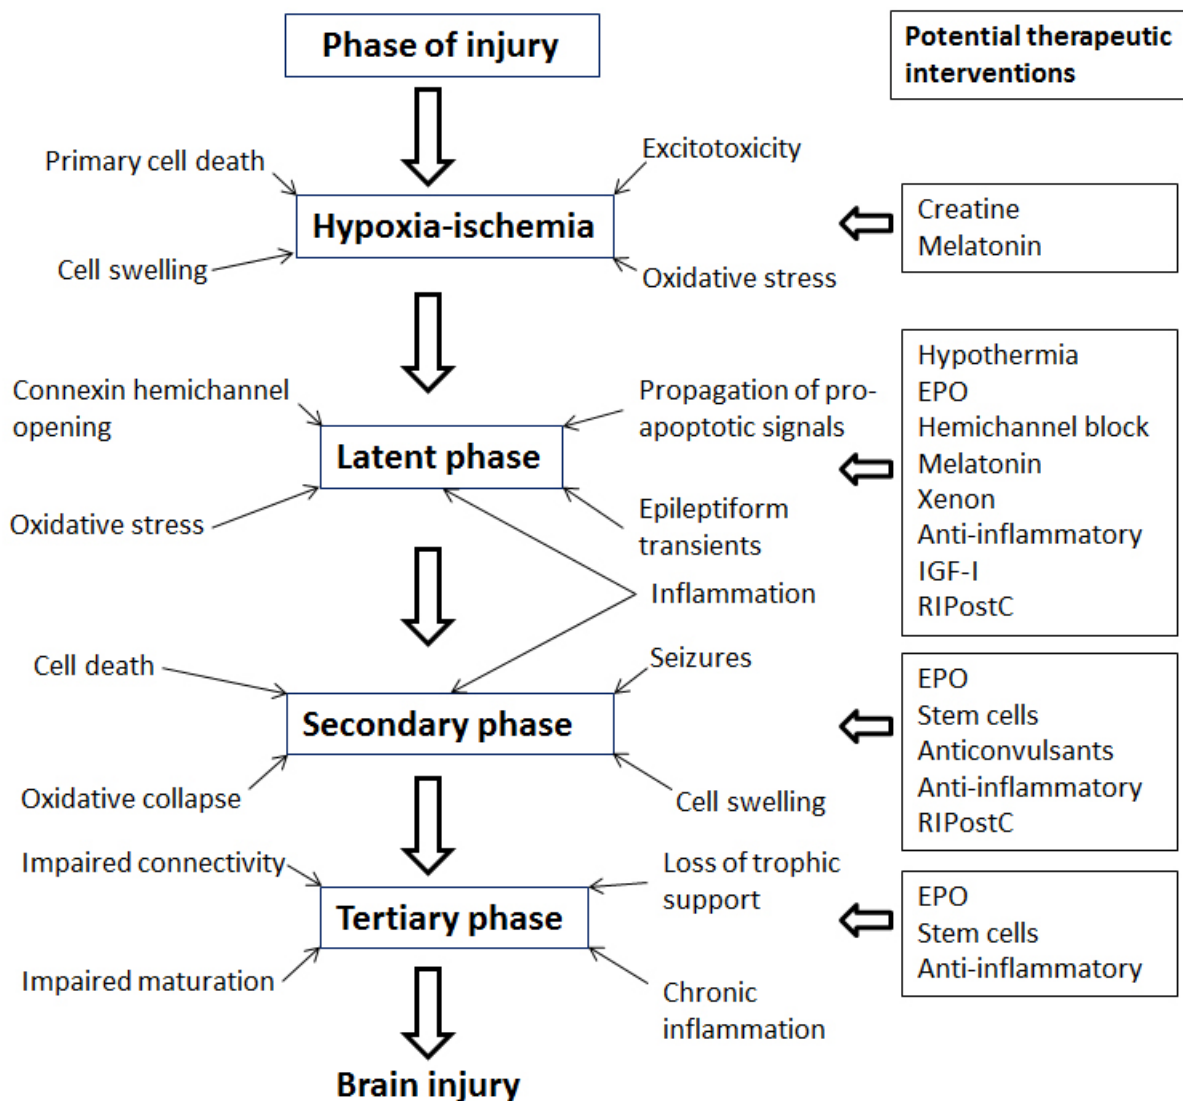 Phase of injury
Potential therapeutic
interventions
Primary cell death
Excitotoxicity
Hypoxia-ischemia
Cell swelling
Oxidative stress
Creatine
Melatonin
Connexin hemichannel
opening
Propagation of pro-
apoptotic signals
Latent phase
Oxidative stress
Epileptiform
transients
Hypothermia
EPO
Hemichannel block
Melatonin
Xenon
Anti-inflammatory
IGF-I
RIPostC
Inflammation
Cell death
Seizures
Secondary phase
Oxidative collapse
Cell swelling
EPO
Stem cells
Anticonvulsants
Anti-inflammatory
RIPostC
Impaired connectivity
Loss of trophic
support
Tertiary phase
Impaired maturation
Chronic
inflammation
EPO
Stem cells
Anti-inflammatory
Brain injury